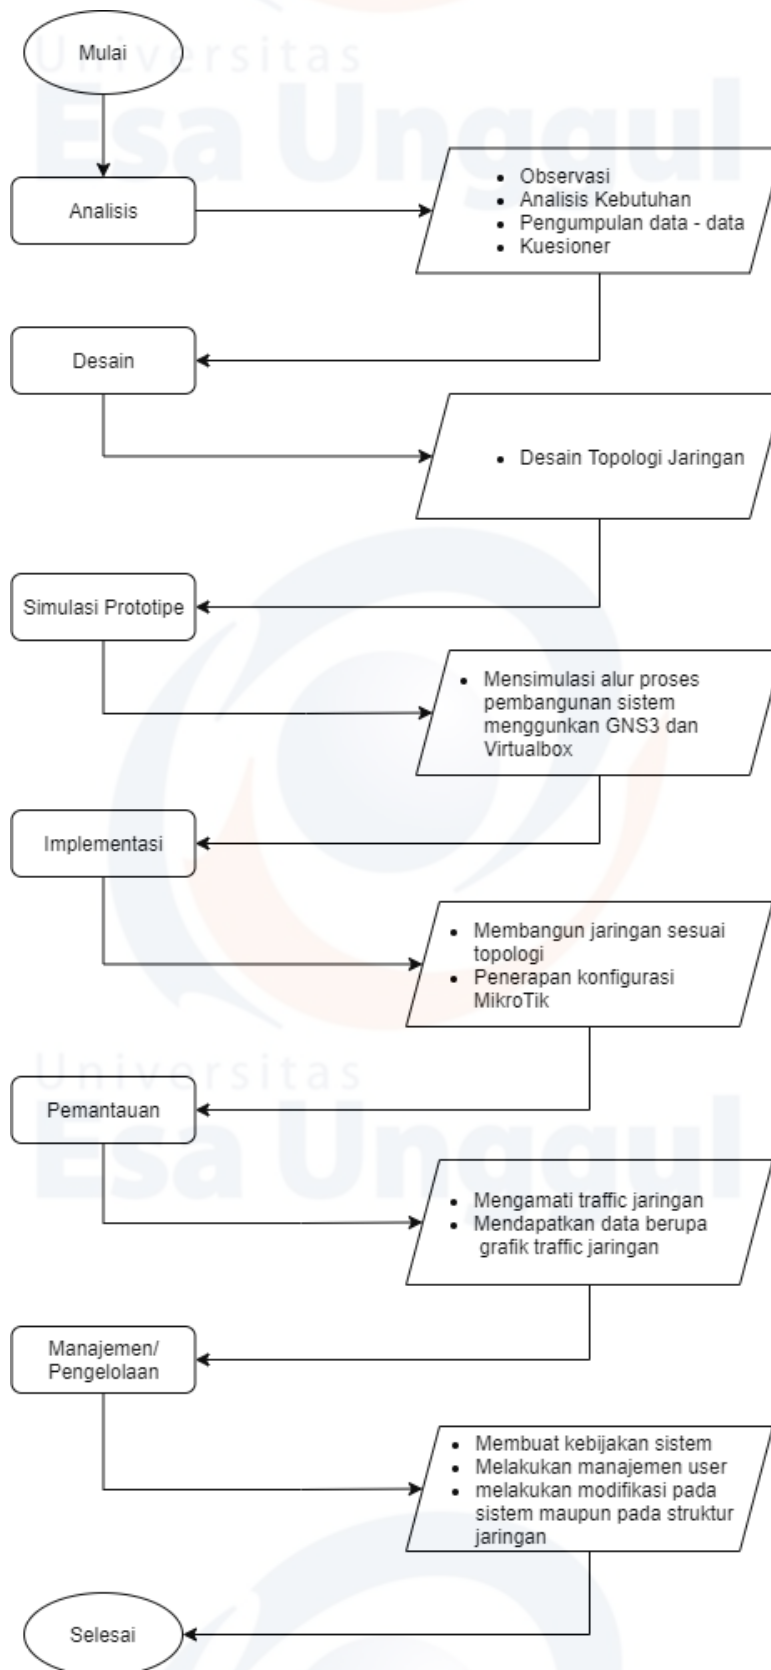 Universitas
Esa Unggul
Mulai
Analisis
• Observasi
• Analisis Kebutuhan
• Pengumpulan data - data
• Kuesioner
Desain
• Desain Topologi Jaringan
Simulasi Prototipe
• Mensimulasi alur proses
pembangunan sistem
menggunkan GNS3 dan
Virtualbox
Implementasi
• Membangun jaringan sesuai
topologi
• Penerapan konfigurasi
MikroTik
Universitas
Esa Unggul
Pemantauan
• Mengamati traffic jaringan
• Mendapatkan data berupa
grafik traffic jaringan
Manajemen/
Pengelolaan
• Membuat kebijakan sistem
• Melakukan manajemen user
• melakukan modifikasi pada
sistem maupun pada struktur
jaringan
Selesai